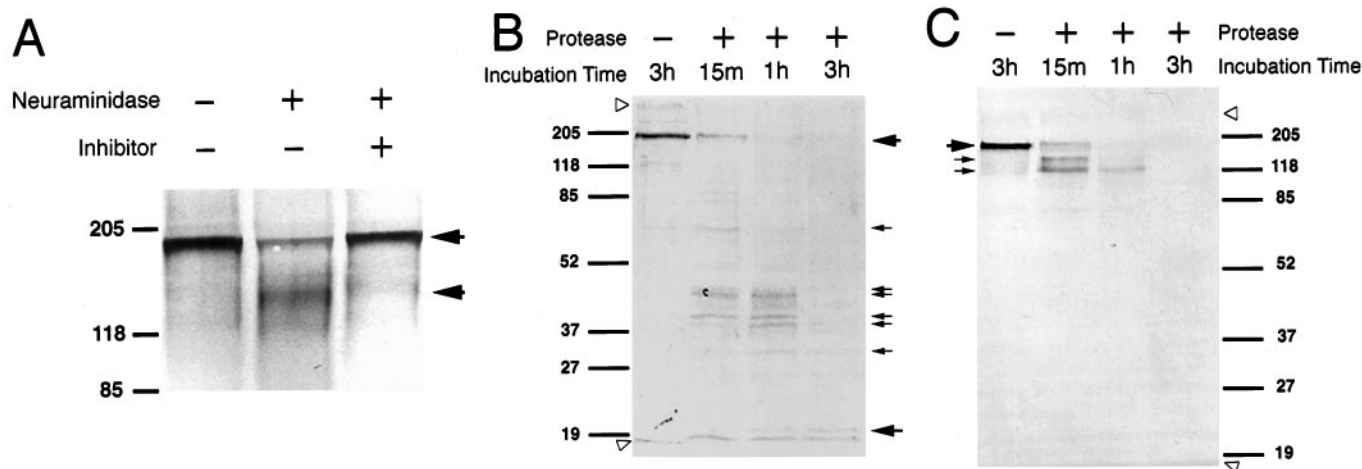 A
Neuraminidase − + +
Inhibitor − − +
205
118
85
B
Protease − + + +
Incubation Time 3h 15m 1h 3h
205
118
85
52
37
27
19
C
− + + + Protease
3h 15m 1h 3h Incubation Time
205
118
85
52
37
27
19